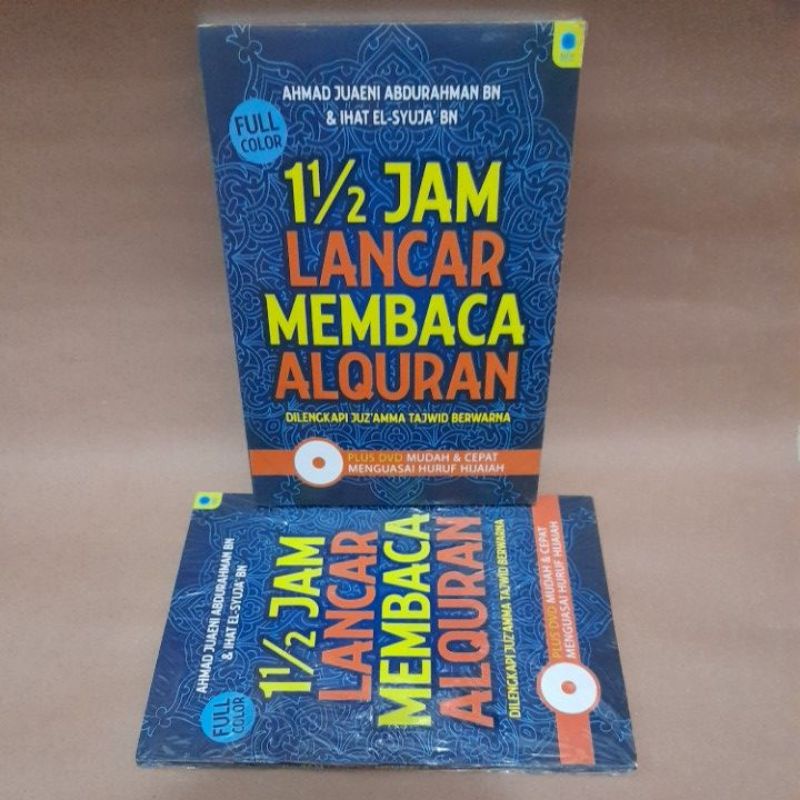 AHMAD JUAENI ABDURAHMAN BN
& IHAT EL-SYUJA' BN
FULL
COLOR
1½ JAM
LANCAR
MEMBACA
ALQURAN
DILENGKAPI JUZ'AMMA TAJWID BERWARNA
PLUS DVD MUDAH & CEPAT
MENGUASAI HURUF HIJAIAH
AHMAD JUAENI ABDURAHMAN BN
& IHAT EL-SYUJA' BN
FULL
COLOR
1½ JAM
LANCAR
MEMBACA
ALQURAN
DILENGKAPI JUZ'AMMA TAJWID BERWARNA
PLUS DVD MUDAH & CEPAT
MENGUASAI HURUF HIJAIAH